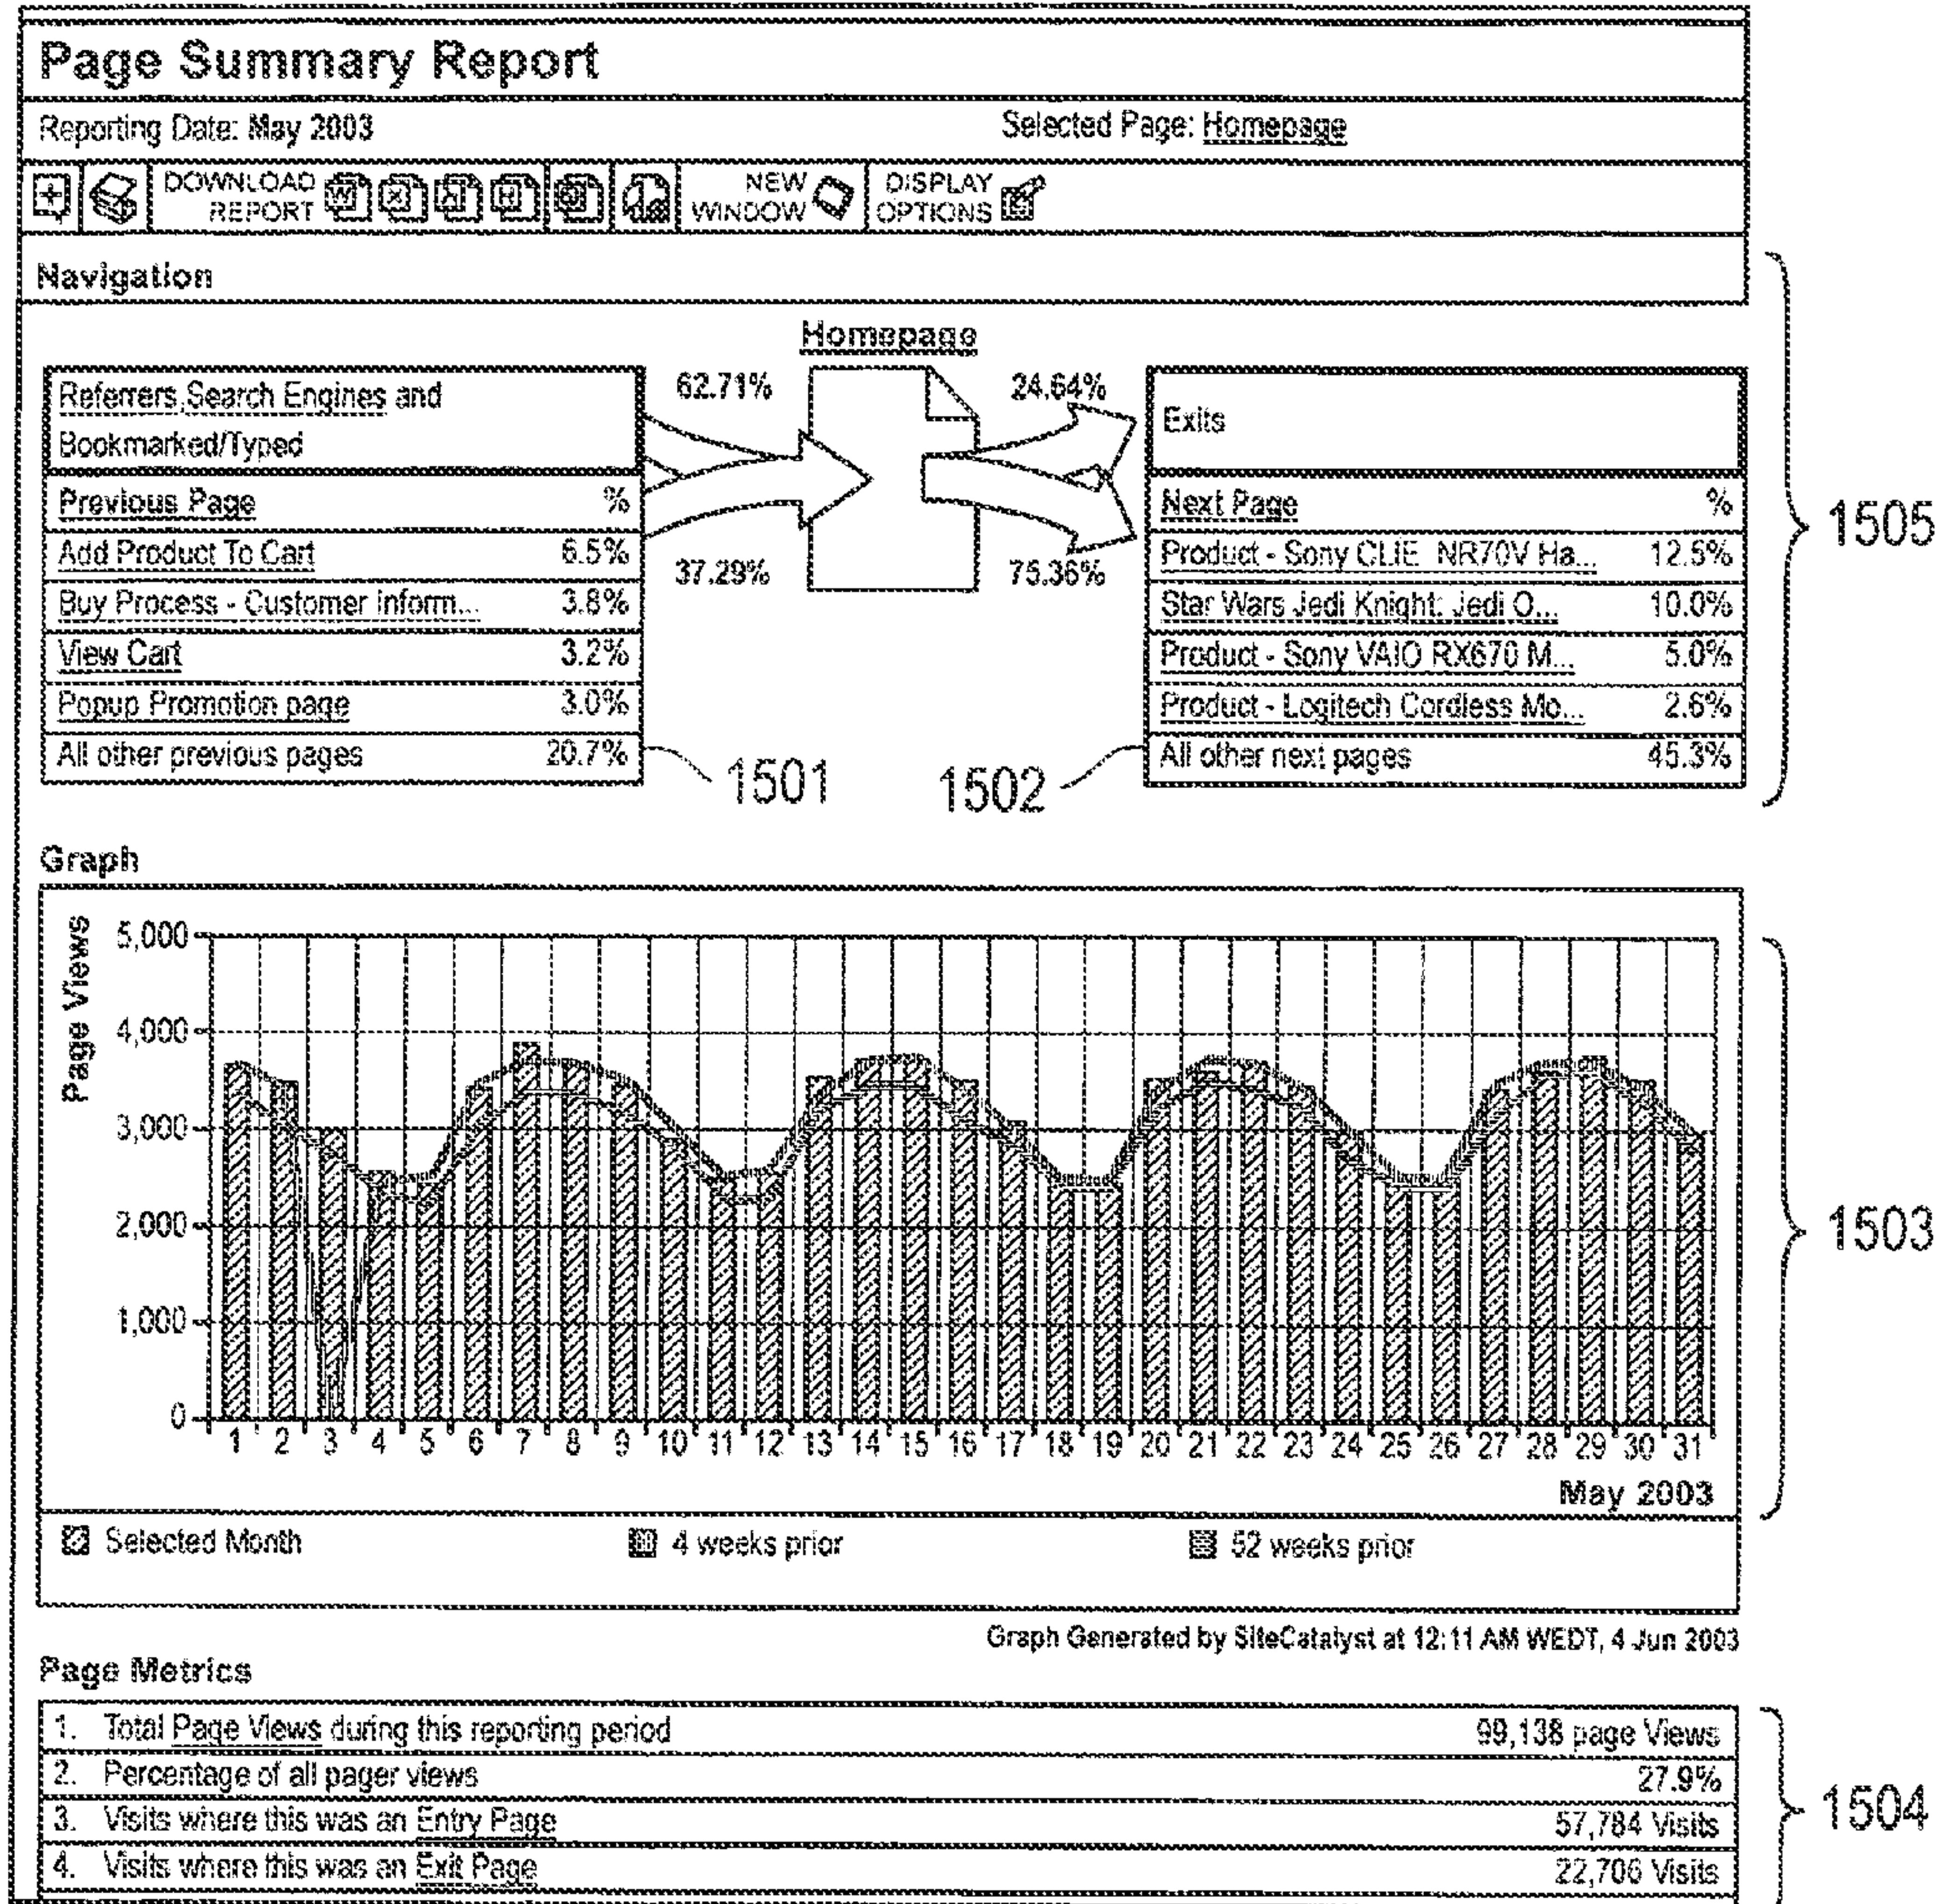 Page Summary Report
Reporting Date: May 2003 Selected Page: Homepage
DOWNLOAD REPORT NEW WINDOW DISPLAY OPTIONS
Navigation
Homepage
Referrers,Search Engines and
Bookmarked/Typed
Previous Page %
Add Product To Cart 6.5%
Buy Process - Customer Inform... 3.8%
View Cart 3.2%
Popup Promotion page 3.0%
All other previous pages 20.7%
62.71%
37.29%
24.64%
75.36%
Exits
Next Page %
Product - Sony CLIE NR70V Ha... 12.5%
Star Wars Jedi Knight: Jedi O... 10.0%
Product - Sony VAIO RX670 M... 5.0%
Product - Logitech Cordless Mo... 2.6%
All other next pages 45.3%
1501
1502
1505
Graph
Page Views
5,000
4,000
3,000
2,000
1,000
0
1 2 3 4 5 6 7 8 9 10 11 12 13 14 15 16 17 18 19 20 21 22 23 24 25 26 27 28 29 30 31
May 2003
1503
Selected Month 4 weeks prior 52 weeks prior
Graph Generated by SiteCatalyst at 12:11 AM WEDT, 4 Jun 2003
Page Metrics
1. Total Page Views during this reporting period 99,138 page Views
2. Percentage of all pager views 27.9%
3. Visits where this was an Entry Page 57,784 Visits
4. Visits where this was an Exit Page 22,706 Visits
1504